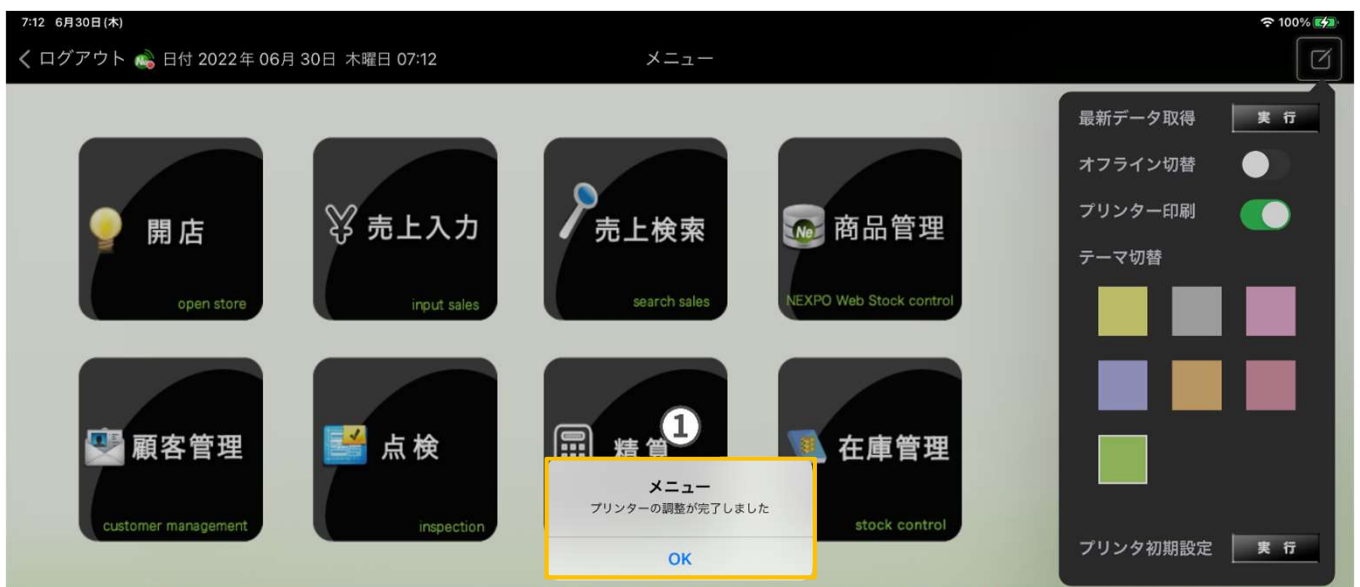 7:12 6月30日(木)
100%
ログアウト 日付 2022年 06月 30日 木曜日 07:12
メニュー
最新データ取得 実行
オフライン切替
プリンター印刷
テーマ切替
プリンタ初期設定 実行
開店
open store
売上入力
input sales
売上検索
search sales
Ne 商品管理
NEXPO Web Stock control
顧客管理
customer management
点検
inspection
精算
在庫管理
stock control
1
メニュー
プリンターの調整が完了しました
OK